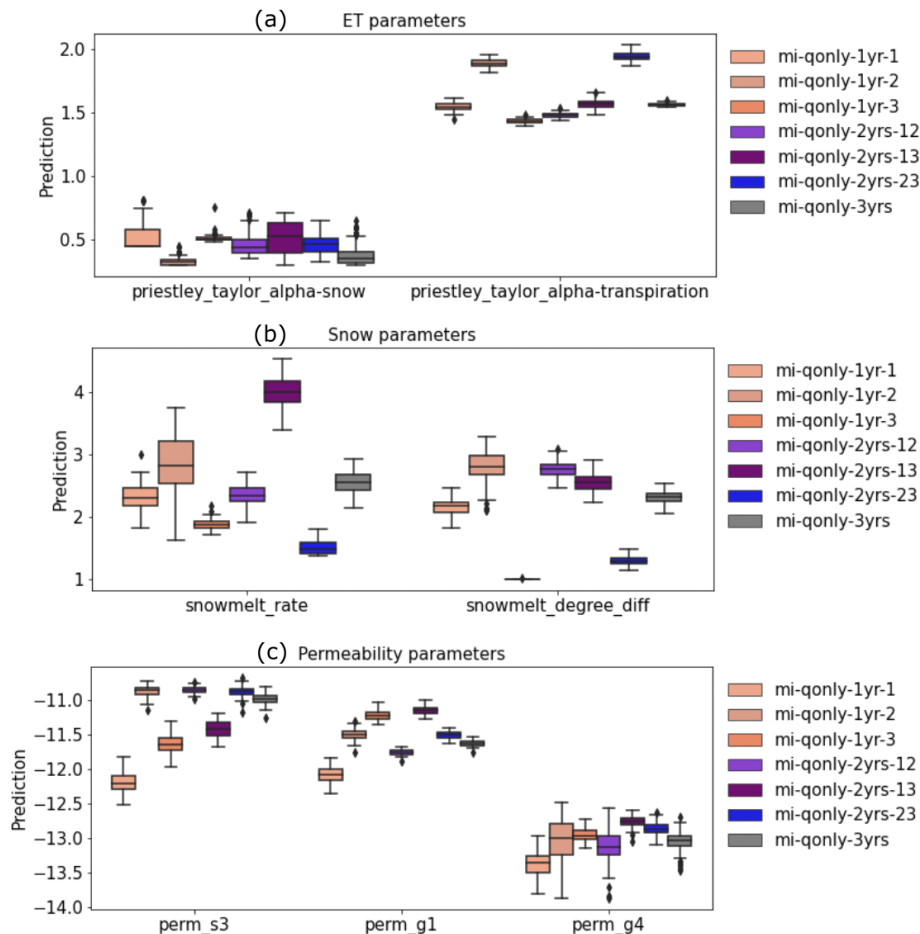 (a)
ET parameters
Prediction
2.0
1.5
1.0
0.5
priestley_taylor_alpha-snow
priestley_taylor_alpha-transpiration
mi-qonly-1yr-1
mi-qonly-1yr-2
mi-qonly-1yr-3
mi-qonly-2yrs-12
mi-qonly-2yrs-13
mi-qonly-2yrs-23
mi-qonly-3yrs
(b)
Snow parameters
Prediction
4
3
2
1
snowmelt_rate
snowmelt_degree_diff
mi-qonly-1yr-1
mi-qonly-1yr-2
mi-qonly-1yr-3
mi-qonly-2yrs-12
mi-qonly-2yrs-13
mi-qonly-2yrs-23
mi-qonly-3yrs
(c)
Permeability parameters
Prediction
−11.0
−11.5
−12.0
−12.5
−13.0
−13.5
−14.0
perm_s3
perm_g1
perm_g4
mi-qonly-1yr-1
mi-qonly-1yr-2
mi-qonly-1yr-3
mi-qonly-2yrs-12
mi-qonly-2yrs-13
mi-qonly-2yrs-23
mi-qonly-3yrs